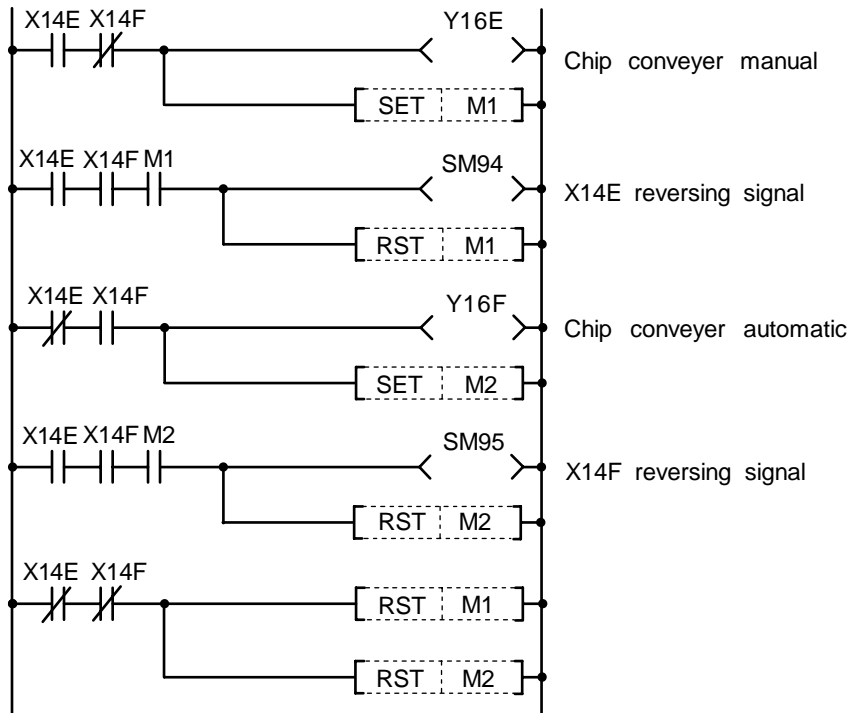 X14E X14F Y16E
Chip conveyer manual
SET M1
X14E X14F M1 SM94
X14E reversing signal
RST M1
X14E X14F Y16F
Chip conveyer automatic
SET M2
X14E X14F M2 SM95
X14F reversing signal
RST M2
X14E X14F
RST M1
RST M2